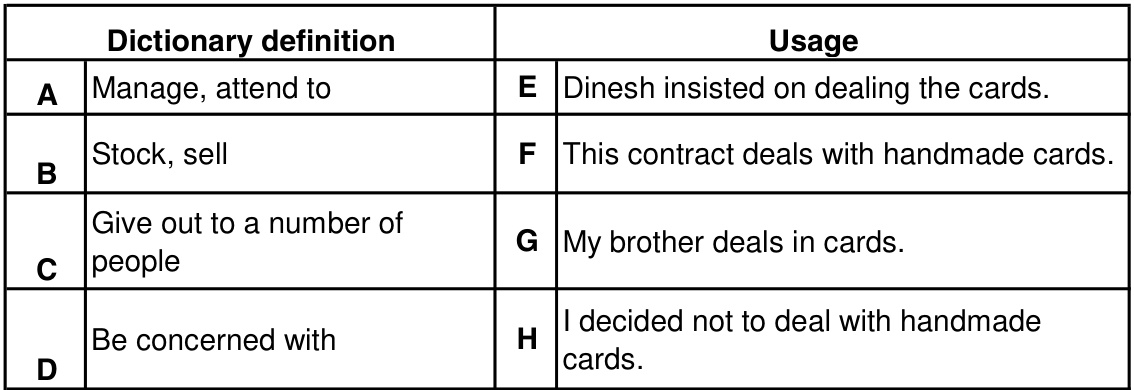 Dictionary definition Usage
A Manage, attend to E Dinesh insisted on dealing the cards.
B Stock, sell F This contract deals with handmade cards.
C Give out to a number of
people G My brother deals in cards.
D Be concerned with H I decided not to deal with handmade
cards.